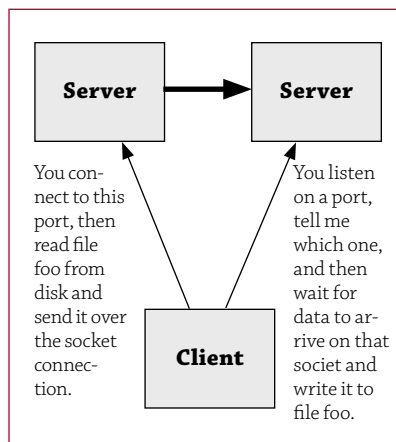 Server
Server
You con-
nect to this
port, then
read file
foo from
disk and
send it over
the socket
connec-
tion.
You listen
on a port,
tell me
which one,
and then
wait for
data to ar-
rive on that
societ and
write it to
file foo.
Client